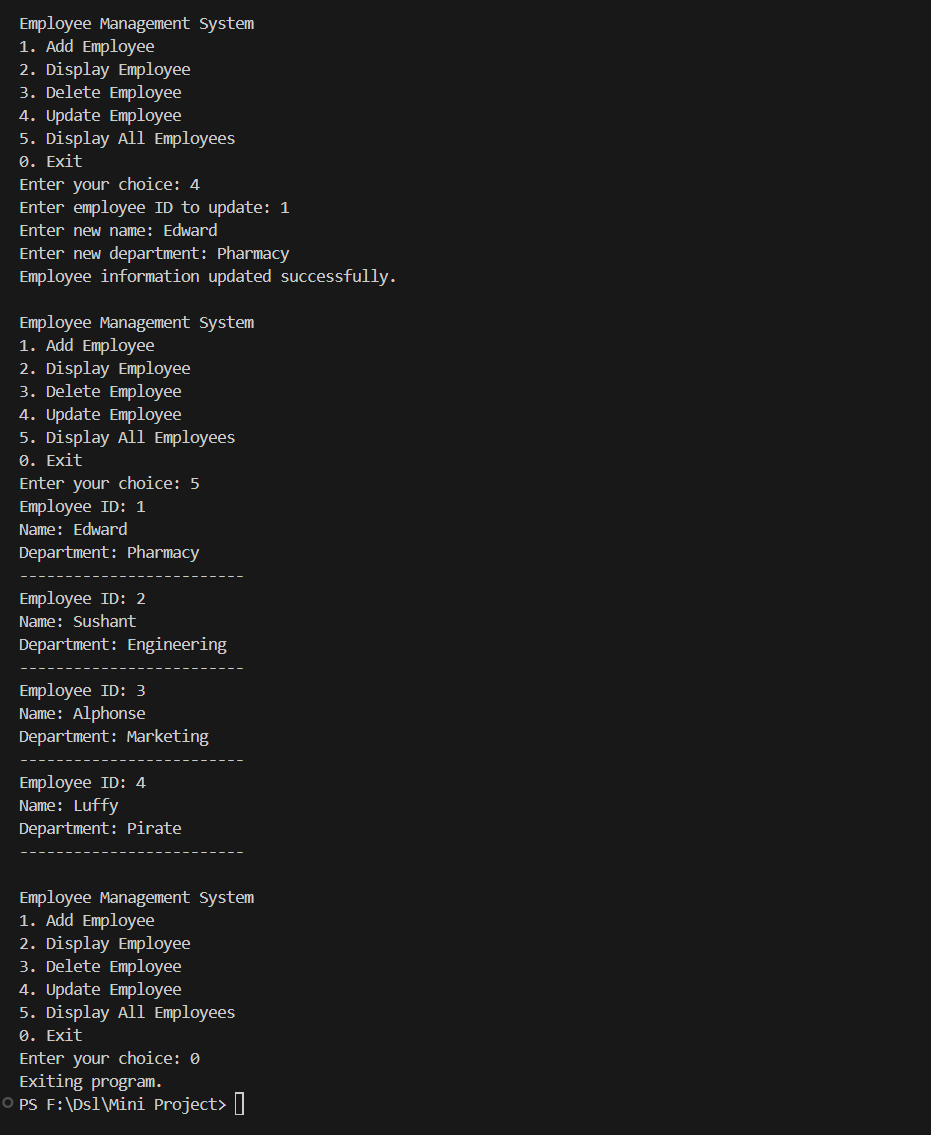 Employee Management System
1. Add Employee
2. Display Employee
3. Delete Employee
4. Update Employee
5. Display All Employees
0. Exit
Enter your choice: 4
Enter employee ID to update: 1
Enter new name: Edward
Enter new department: Pharmacy
Employee information updated successfully.

Employee Management System
1. Add Employee
2. Display Employee
3. Delete Employee
4. Update Employee
5. Display All Employees
0. Exit
Enter your choice: 5
Employee ID: 1
Name: Edward
Department: Pharmacy
-------------------------
Employee ID: 2
Name: Sushant
Department: Engineering
-------------------------
Employee ID: 3
Name: Alphonse
Department: Marketing
-------------------------
Employee ID: 4
Name: Luffy
Department: Pirate
-------------------------

Employee Management System
1. Add Employee
2. Display Employee
3. Delete Employee
4. Update Employee
5. Display All Employees
0. Exit
Enter your choice: 0
Exiting program.
PS F:\Dsl\Mini Project>